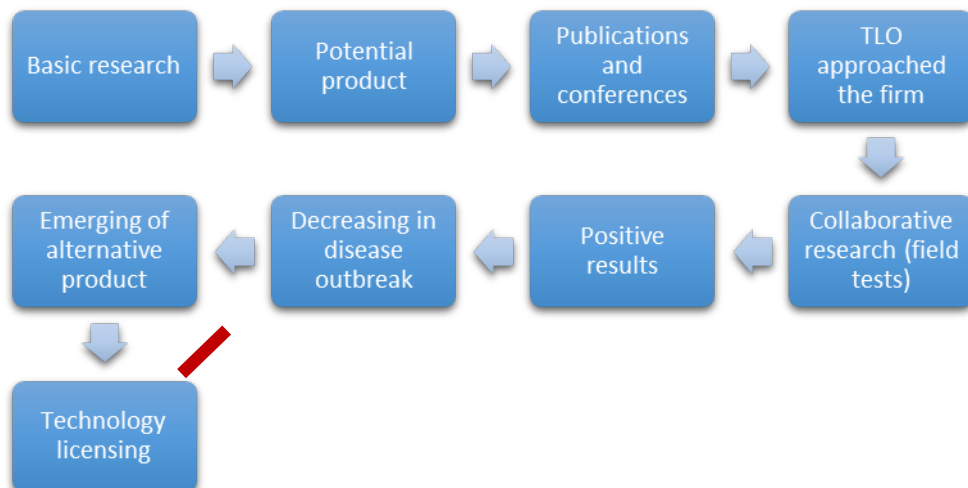 Basic research
Potential
product
Publications
and
conferences
TLO
approached
the firm
Collaborative
research (field
tests)
Positive
results
Decreasing in
disease
outbreak
Emerging of
alternative
product
Technology
licensing